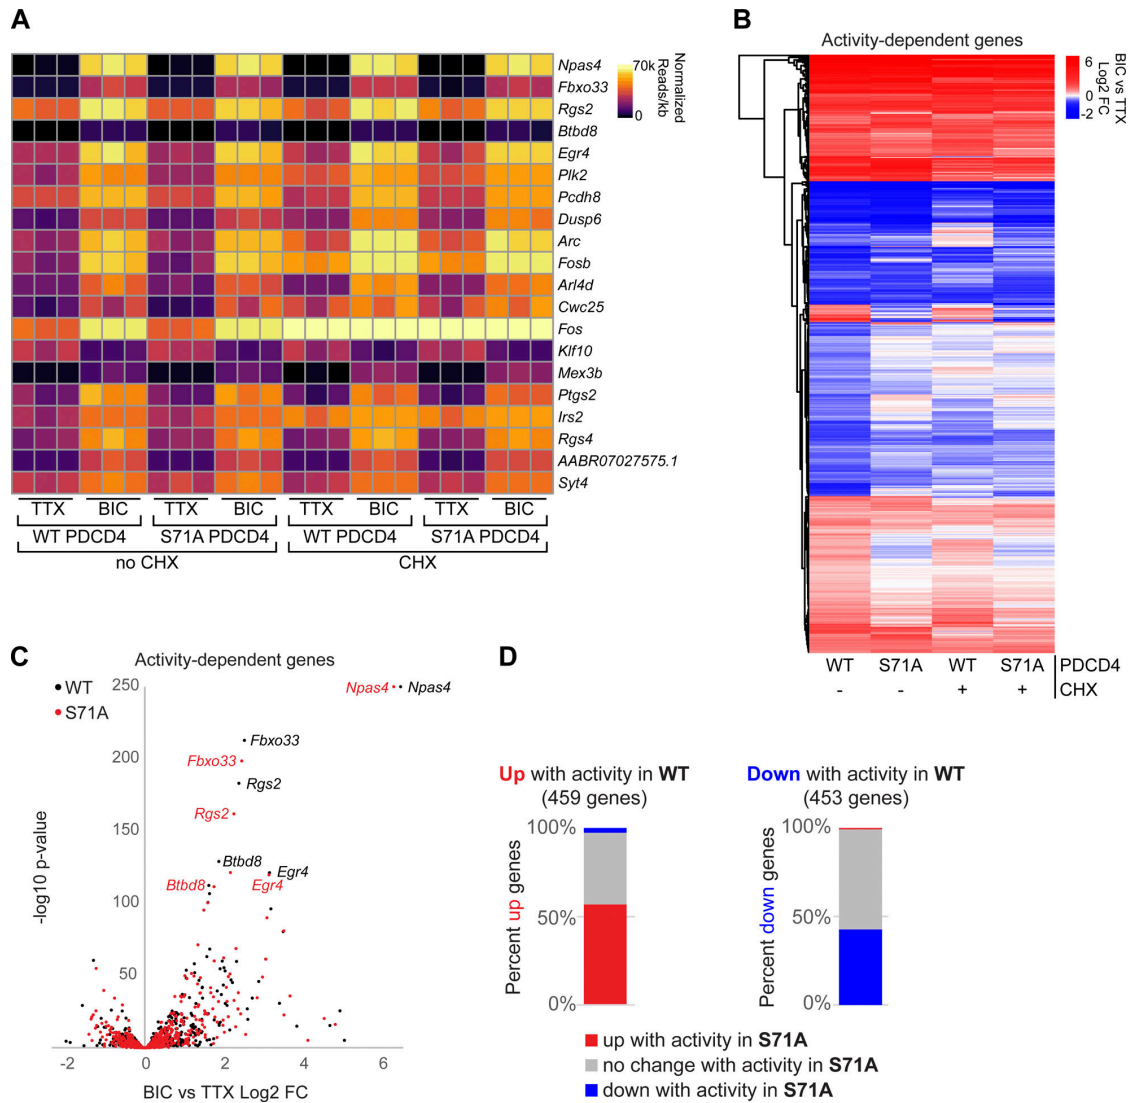 A
Npas4
Fbxo33
Rgs2
Btbd8
Egr4
Plk2
Pcdh8
Dusp6
Arc
Fosb
Arl4d
Cwc25
Fos
Klf10
Mex3b
Ptgs2
Irs2
Rgs4
AABR07027575.1
Syt4
70k
0
Normalized
Reads/kb
TTX BIC TTX BIC TTX BIC TTX BIC
WT PDCD4 S71A PDCD4 WT PDCD4 S71A PDCD4
no CHX CHX
B
Activity-dependent genes
6
0
-2
BIC vs TTX
Log2 FC
WT S71A WT S71A PDCD4
- - + + CHX
C
Activity-dependent genes
WT
S71A
250
200
150
100
50
-log10 p-value
Npas4 Npas4
Fbxo33
Fbxo33
Rgs2
Rgs2
Btbd8 Egr4
Btbd8 Egr4
-2 0 2 4 6
BIC vs TTX Log2 FC
D
Up with activity in WT
(459 genes)
100%
50%
0%
Percent up genes
Down with activity in WT
(453 genes)
100%
50%
0%
Percent down genes
up with activity in S71A
no change with activity in S71A
down with activity in S71A